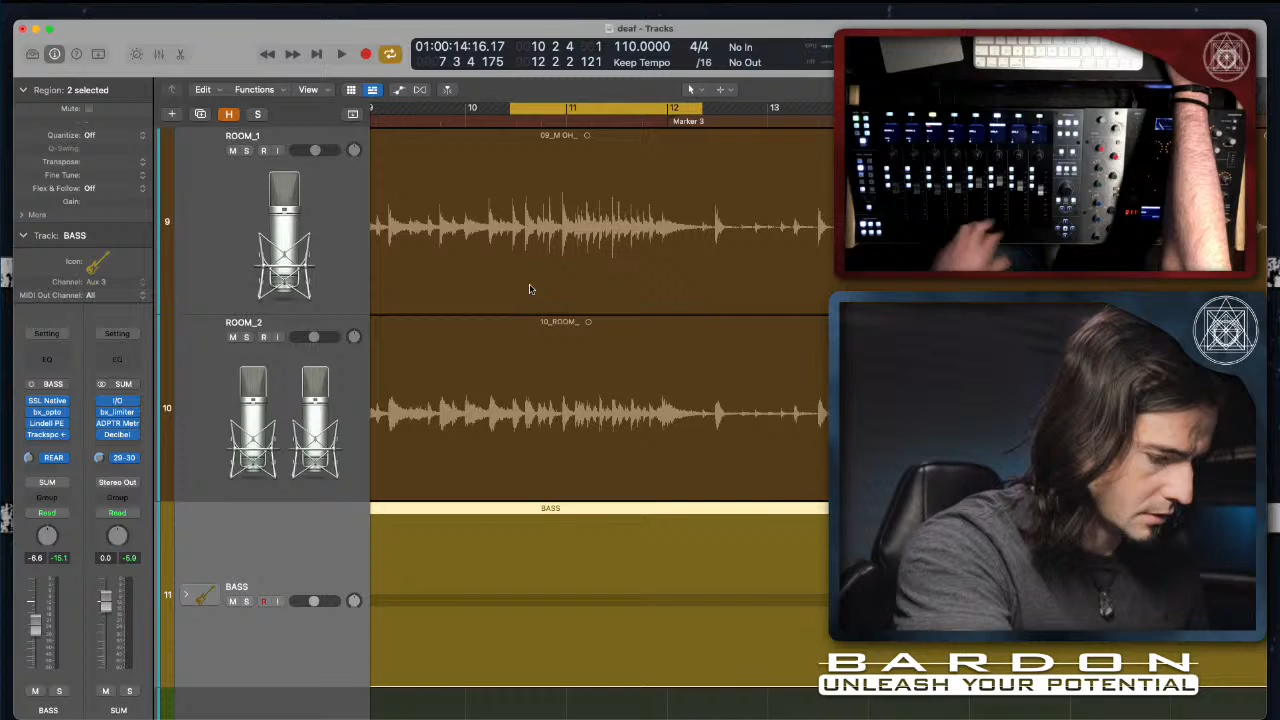 deaf - Tracks
01:00:14:16.17
10 2 4 1
110.0000
4/4
No In
7 3 4 175
12 2 2 121
Keep Tempo
/16
No Out
Region: 2 selected
Edit
Functions
View
Mute:
10
11
12
13
H
S
Marker 3
Quantize: Off
Q-Swing:
Transpose:
Fine Tune:
Flex & Follow: Off
Gain:
More
ROOM_1
M S R I
09_M OH_
9
Track: BASS
Icon:
Channel: Aux 3
MIDI Out Channel: All
ROOM_2
M S R I
10_ROOM_
10
Setting
Setting
EQ
EQ
BASS
SUM
SSL Native
I/O
bx_opto
bx_limiter
Lindell PE
ADPTR Metr
Trackspc
Decibel
REAR
29-30
SUM
Stereo Out
Group
Group
Read
Read
-6.6
-15.1
0.0
-5.9
BASS
BASS
M S R I
11
M
S
M
S
BASS
SUM
BARDON
UNLEASH YOUR POTENTIAL